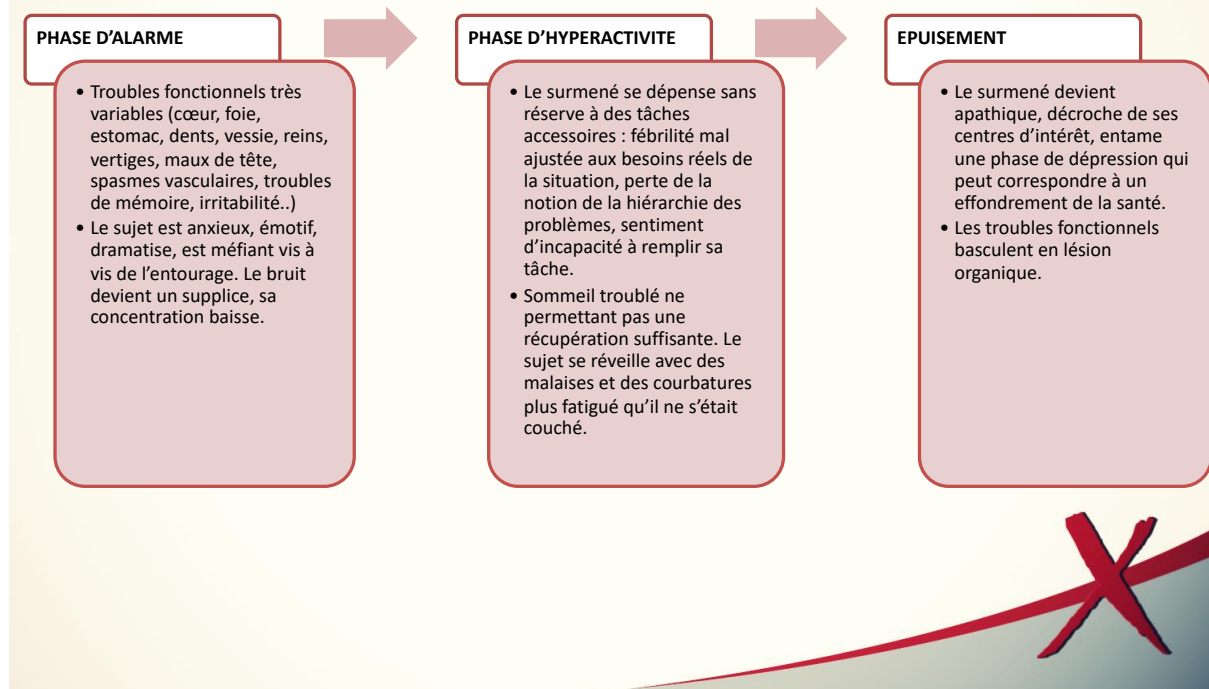 PHASE D'ALARME
• Troubles fonctionnels très
variables (cœur, foie,
estomac, dents, vessie, reins,
vertiges, maux de tête,
spasmes vasculaires, troubles
de mémoire, irritabilité..)
• Le sujet est anxieux, émotif,
dramatise, est méfiant vis à
vis de l'entourage. Le bruit
devient un supplice, sa
concentration baisse.
PHASE D'HYPERACTIVITE
• Le surmené se dépense sans
réserve à des tâches
accessoires : fébrilité mal
ajustée aux besoins réels de
la situation, perte de la
notion de la hiérarchie des
problèmes, sentiment
d'incapacité à remplir sa
tâche.
• Sommeil troublé ne
permettant pas une
récupération suffisante. Le
sujet se réveille avec des
malaises et des courbatures
plus fatigué qu'il ne s'était
couché.
EPUISEMENT
• Le surmené devient
apathique, décroche de ses
centres d'intérêt, entame
une phase de dépression qui
peut correspondre à un
effondrement de la santé.
• Les troubles fonctionnels
basculent en lésion
organique.